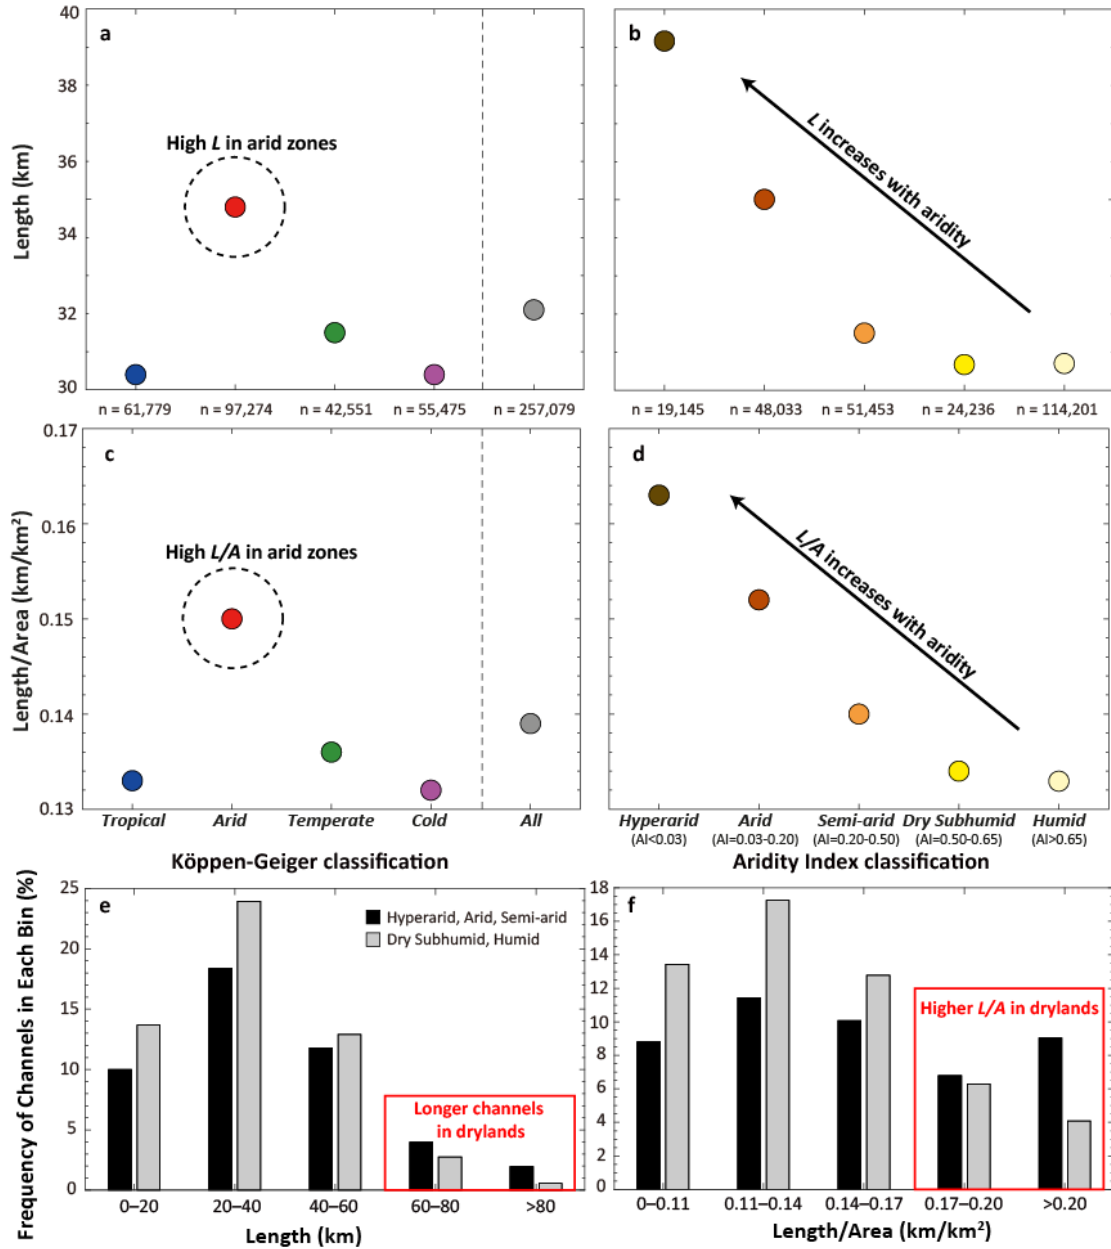 a
b
40
39
38
36
34
32
30
Length (km)
High L in arid zones
L increases with aridity
n = 61,779 n = 97,274 n = 42,551 n = 55,475 n = 257,079
n = 19,145 n = 48,033 n = 51,453 n = 24,236 n = 114,201
c
d
0.17
0.16
0.15
0.14
0.13
Length/Area (km/km²)
High L/A in arid zones
L/A increases with aridity
Tropical Arid Temperate Cold All
Köppen-Geiger classification
Hyperarid Arid Semi-arid Dry Subhumid Humid
(AI<0.03) (AI=0.03-0.20) (AI=0.20-0.50) (AI=0.50-0.65) (AI>0.65)
Aridity Index classification
e
25
20
15
10
5
0
Frequency of Channels in Each Bin (%)
Hyperarid, Arid, Semi-arid
Dry Subhumid, Humid
Longer channels
in drylands
0–20 20–40 40–60 60–80 >80
Length (km)
f
18
16
14
12
10
8
6
4
2
0
Higher L/A in drylands
0–0.11 0.11–0.14 0.14–0.17 0.17–0.20 >0.20
Length/Area (km/km²)